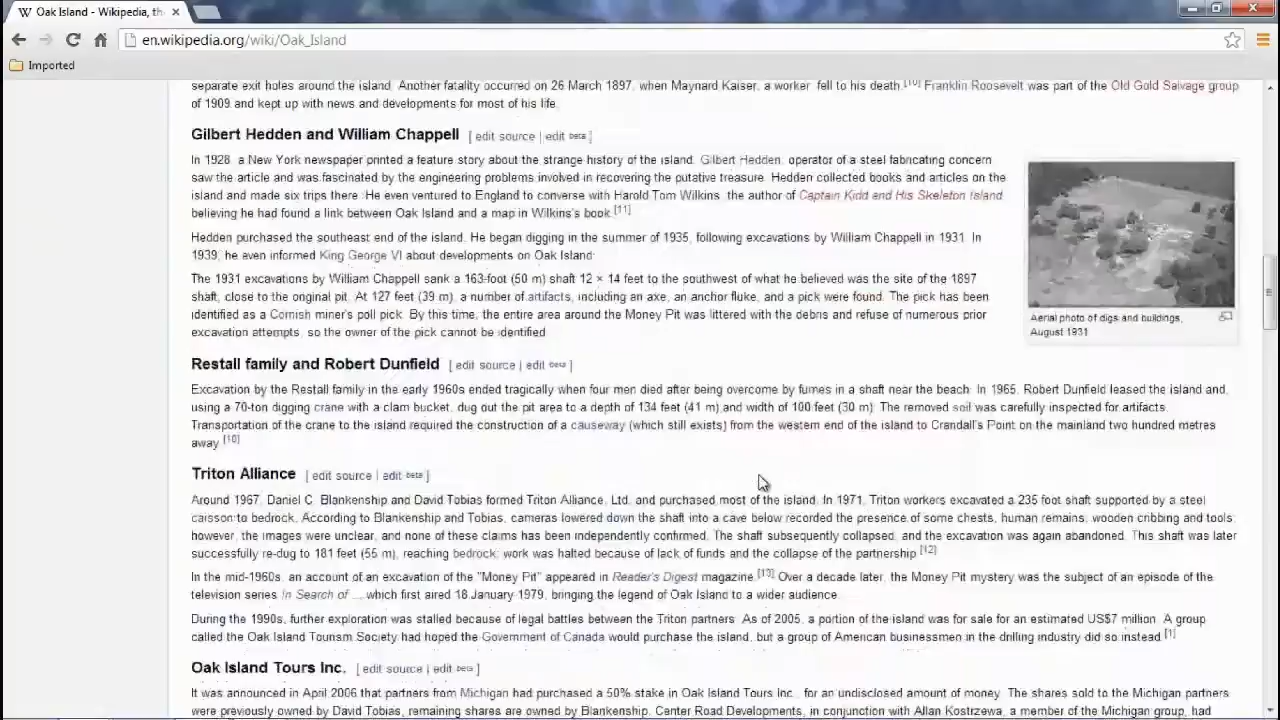 Oak Island - Wikipedia, th
en.wikipedia.org/wiki/Oak_Island
Imported
separate exit holes around the island. Another fatality occurred on 26 March 1897, when Maynard Kaiser, a worker, fell to his death.[10] Franklin Roosevelt was part of the Old Gold Salvage group
of 1909 and kept up with news and developments for most of his life.
Gilbert Hedden and William Chappell [ edit source | edit beta ]
In 1928, a New York newspaper printed a feature story about the strange history of the island. Gilbert Hedden, operator of a steel fabricating concern
saw the article and was fascinated by the engineering problems involved in recovering the putative treasure. Hedden collected books and articles on the
island and made six trips there. He even ventured to England to converse with Harold Tom Wilkins, the author of Captain Kidd and His Skeleton Island
believing he had found a link between Oak Island and a map in Wilkins's book.[11]
Hedden purchased the southeast end of the island. He began digging in the summer of 1935, following excavations by William Chappell in 1931. In
1939, he even informed King George VI about developments on Oak Island.
The 1931 excavations by William Chappell sank a 163-foot (50 m) shaft 12 × 14 feet to the southwest of what he believed was the site of the 1897
shaft, close to the original pit. At 127 feet (39 m), a number of artifacts, including an axe, an anchor fluke, and a pick were found. The pick has been
identified as a Cornish miner's poll pick. By this time, the entire area around the Money Pit was littered with the debris and refuse of numerous prior
excavation attempts, so the owner of the pick cannot be identified
Aerial photo of digs and buildings,
August 1931
Restall family and Robert Dunfield [ edit source | edit beta ]
Excavation by the Restall family in the early 1960s ended tragically when four men died after being overcome by fumes in a shaft near the beach. In 1965, Robert Dunfield leased the island and,
using a 70-ton digging crane with a clam bucket, dug out the pit area to a depth of 134 feet (41 m) and width of 100 feet (30 m). The removed soil was carefully inspected for artifacts.
Transportation of the crane to the island required the construction of a causeway (which still exists) from the western end of the island to Crandall's Point on the mainland two hundred metres
away.[10]
Triton Alliance [ edit source | edit beta ]
Around 1967, Daniel C. Blankenship and David Tobias formed Triton Alliance, Ltd. and purchased most of the island. In 1971, Triton workers excavated a 235 foot shaft supported by a steel
caisson to bedrock. According to Blankenship and Tobias, cameras lowered down the shaft into a cave below recorded the presence of some chests, human remains, wooden cribbing and tools;
however, the images were unclear, and none of these claims has been independently confirmed. The shaft subsequently collapsed, and the excavation was again abandoned. This shaft was later
successfully re-dug to 181 feet (55 m), reaching bedrock; work was halted because of lack of funds and the collapse of the partnership.[12]
In the mid-1960s, an account of an excavation of the "Money Pit" appeared in Reader's Digest magazine.[13] Over a decade later, the Money Pit mystery was the subject of an episode of the
television series In Search of ..., which first aired 18 January 1979, bringing the legend of Oak Island to a wider audience.
During the 1990s, further exploration was stalled because of legal battles between the Triton partners. As of 2005, a portion of the island was for sale for an estimated US$7 million. A group
called the Oak Island Tourism Society had hoped the Government of Canada would purchase the island, but a group of American businessmen in the drilling industry did so instead.[1]
Oak Island Tours Inc. [ edit source | edit beta ]
It was announced in April 2006 that partners from Michigan had purchased a 50% stake in Oak Island Tours Inc., for an undisclosed amount of money. The shares sold to the Michigan partners
were previously owned by David Tobias, remaining shares are owned by Blankenship. Center Road Developments, in conjunction with Allan Kostrzewa, a member of the Michigan group, had